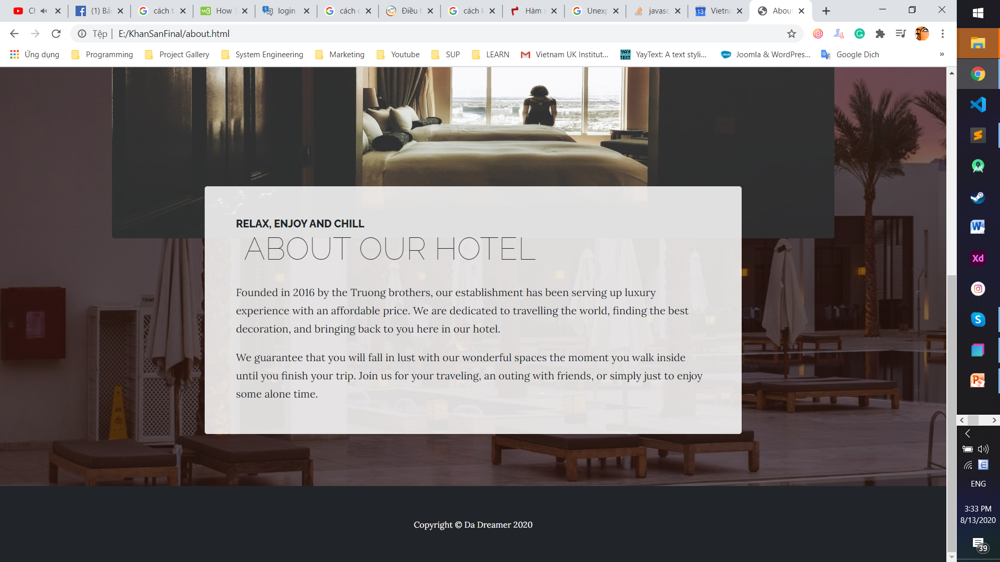 Ch
(1) Bắ
cách t
How T
login
cách c
Điều h
cách k
Hàm x
Unexp
javasc
13
Vietna
About
Tệp
E:/KhanSanFinal/about.html
Ứng dụng
Programming
Project Gallery
System Engineering
Marketing
Youtube
SUP
LEARN
Vietnam UK Institut...
YAY TEXT
YayText: A text styli...
Joomla & WordPres...
Google Dịch
»
RELAX, ENJOY AND CHILL
ABOUT OUR HOTEL
Founded in 2016 by the Truong brothers, our establishment has been serving up luxury
experience with an affordable price. We are dedicated to travelling the world, finding the best
decoration, and bringing back to you here in our hotel.
We guarantee that you will fall in lust with our wonderful spaces the moment you walk inside
until you finish your trip. Join us for your traveling, an outing with friends, or simply just to enjoy
some alone time.
Copyright © Da Dreamer 2020
Xd
ENG
3:33 PM
8/13/2020
39